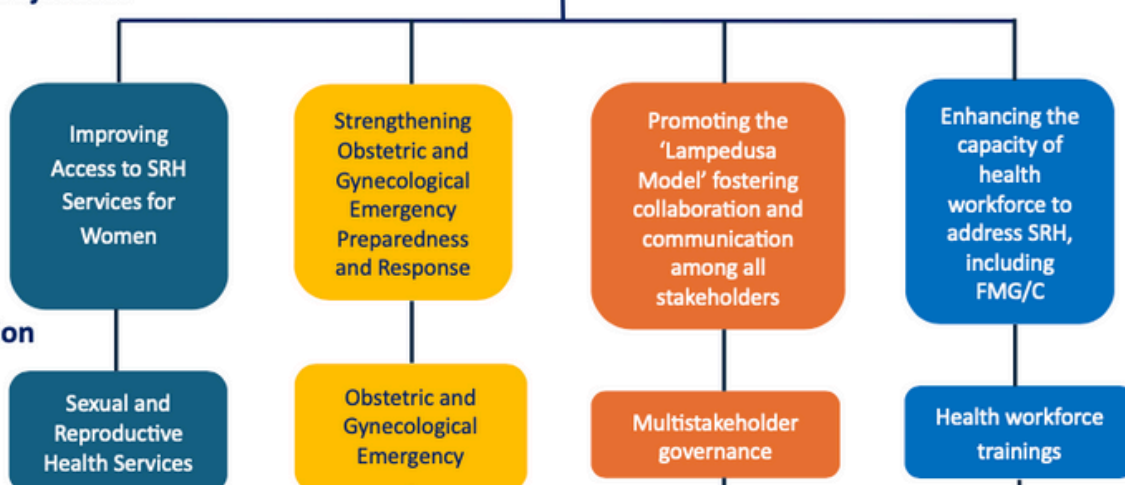 Improving
Access to SRH
Services for
Women
Strengthening
Obstetric and
Gynecological
Emergency
Preparedness
and Response
Promoting the
‘Lampedusa
Model’ fostering
collaboration and
communication
among all
stakeholders
Enhancing the
capacity of
health
workforce to
address SRH,
including
FMG/C
on
Sexual and
Reproductive
Health Services
Obstetric and
Gynecological
Emergency
Multistakeholder
governance
Health workforce
trainings